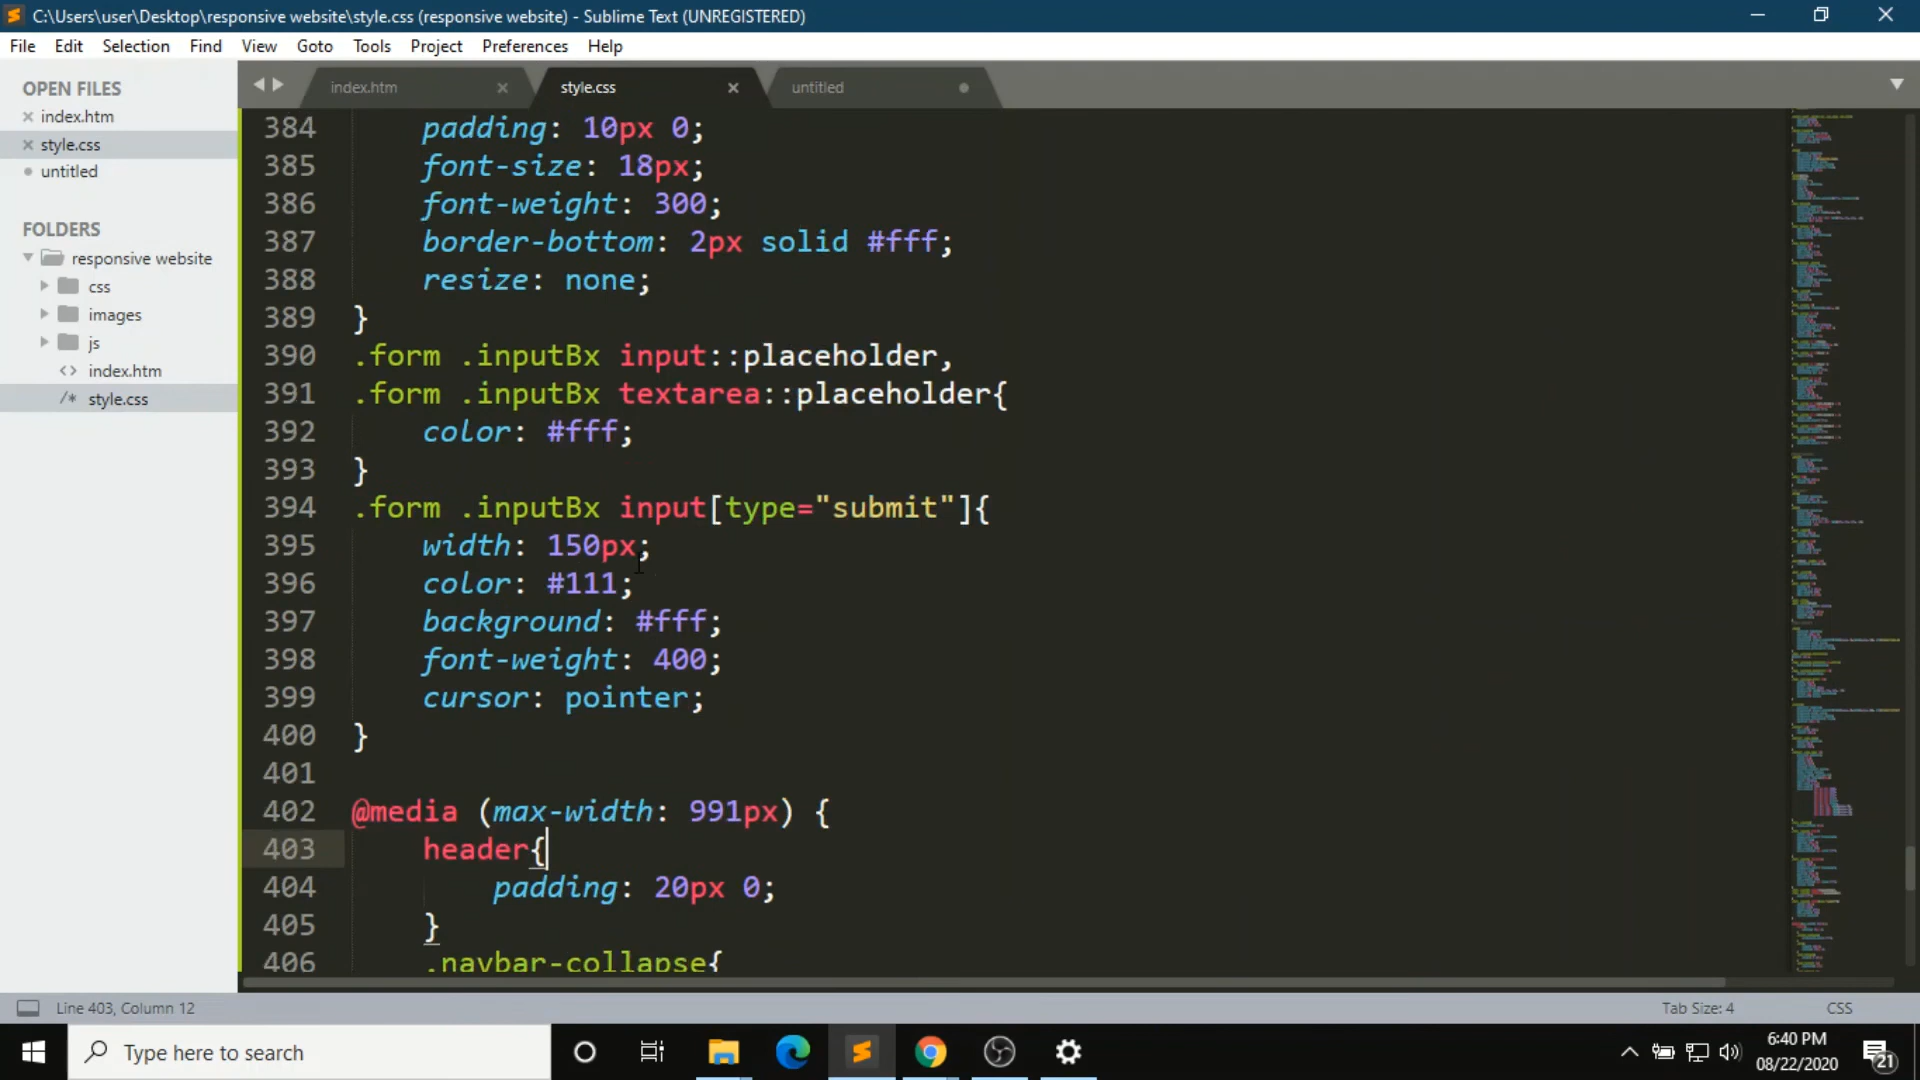 C:\Users\user\Desktop\responsive website\style.css (responsive website) - Sublime Text (UNREGISTERED)
File Edit Selection Find View Goto Tools Project Preferences Help
OPEN FILES
index.htm
style.css
untitled
FOLDERS
responsive website
css
images
js
index.htm
style.css
index.htm style.css untitled
384 padding: 10px 0;
385 font-size: 18px;
386 font-weight: 300;
387 border-bottom: 2px solid #fff;
388 resize: none;
389 }
390 .form .inputBx input::placeholder,
391 .form .inputBx textarea::placeholder{
392 color: #fff;
393 }
394 .form .inputBx input[type="submit"]{
395 width: 150px;
396 color: #111;
397 background: #fff;
398 font-weight: 400;
399 cursor: pointer;
400 }
401
402 @media (max-width: 991px) {
403 header{
404 padding: 20px 0;
405 }
406 .navbar-collapse{
Line 403, Column 12 Tab Size: 4 CSS
Type here to search
6:40 PM
08/22/2020
21